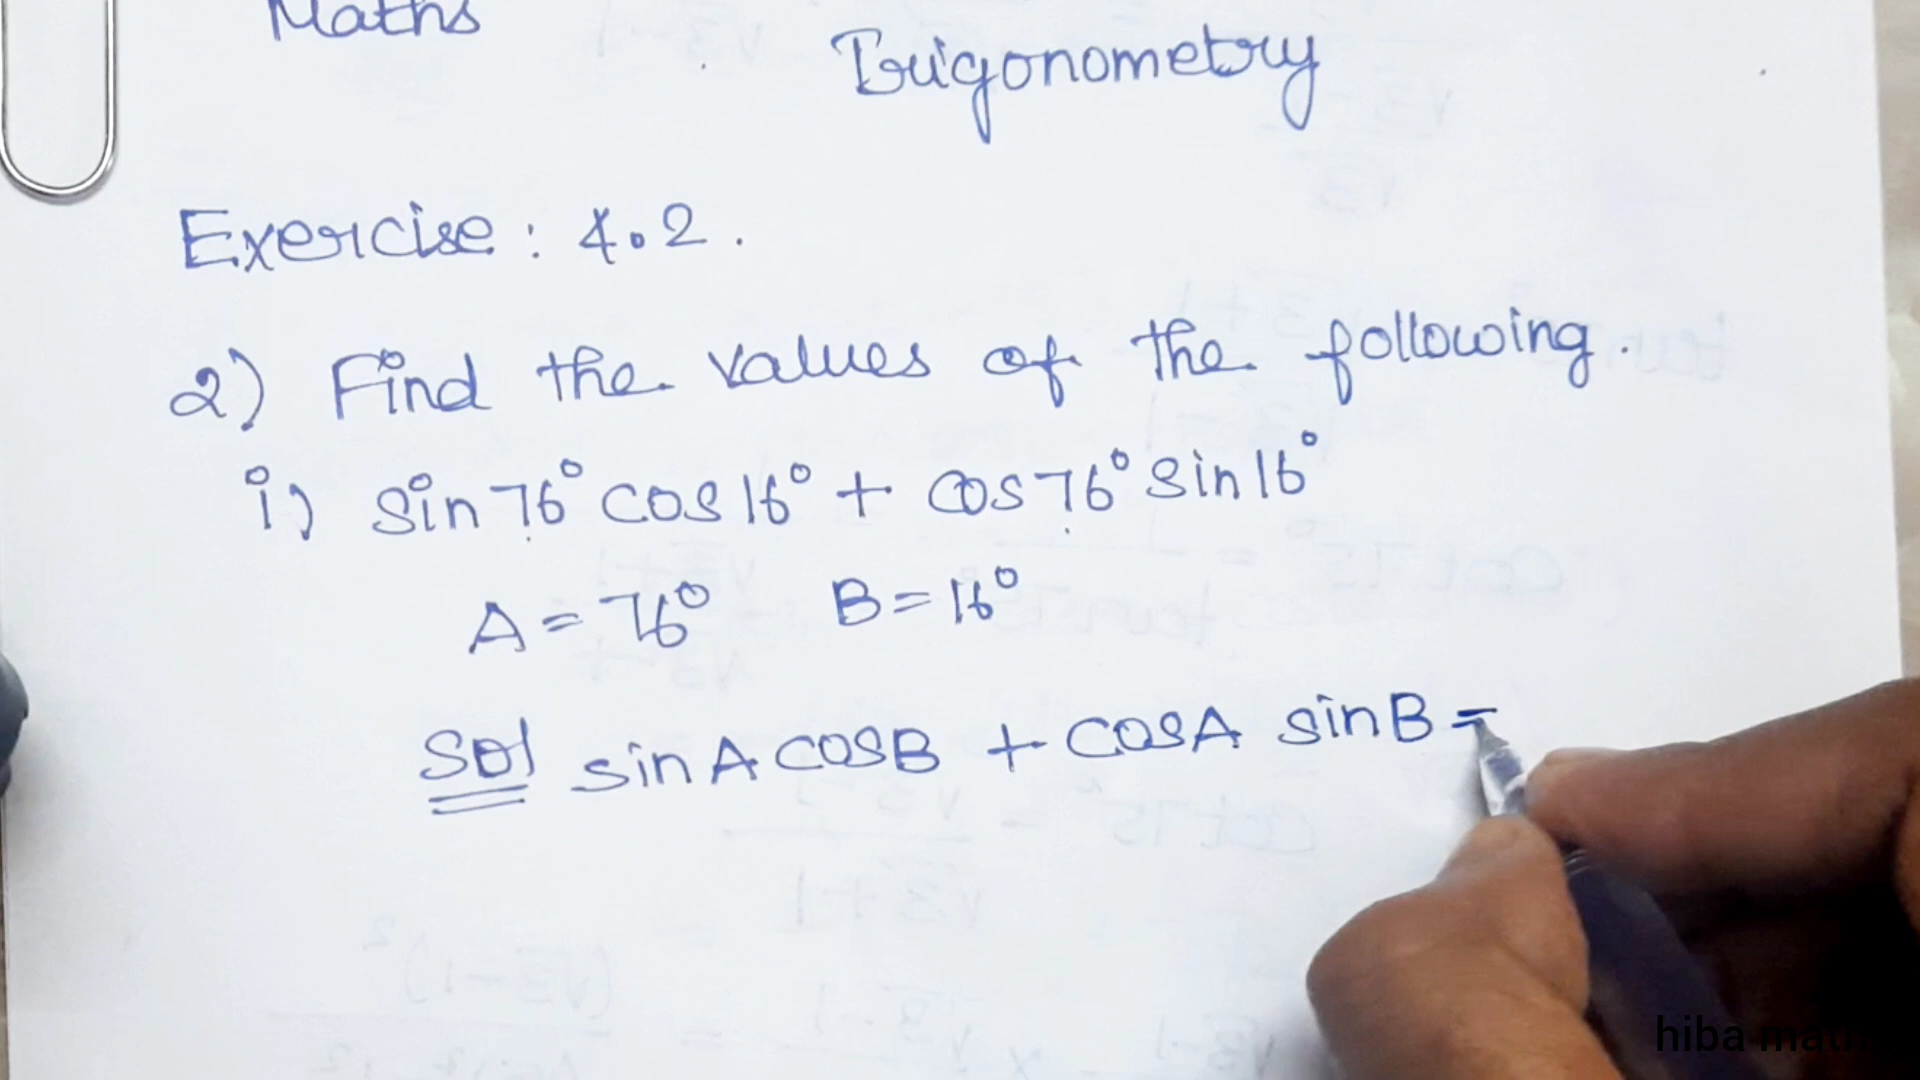 Maths
Trigonometry
Exercise : 4.2.
2) Find the values of the following.
i) sin 76° cos 16° + cos 76° sin 16°
A = 76° B = 16°
Sol sin A cos B + cos A sin B =
hiba